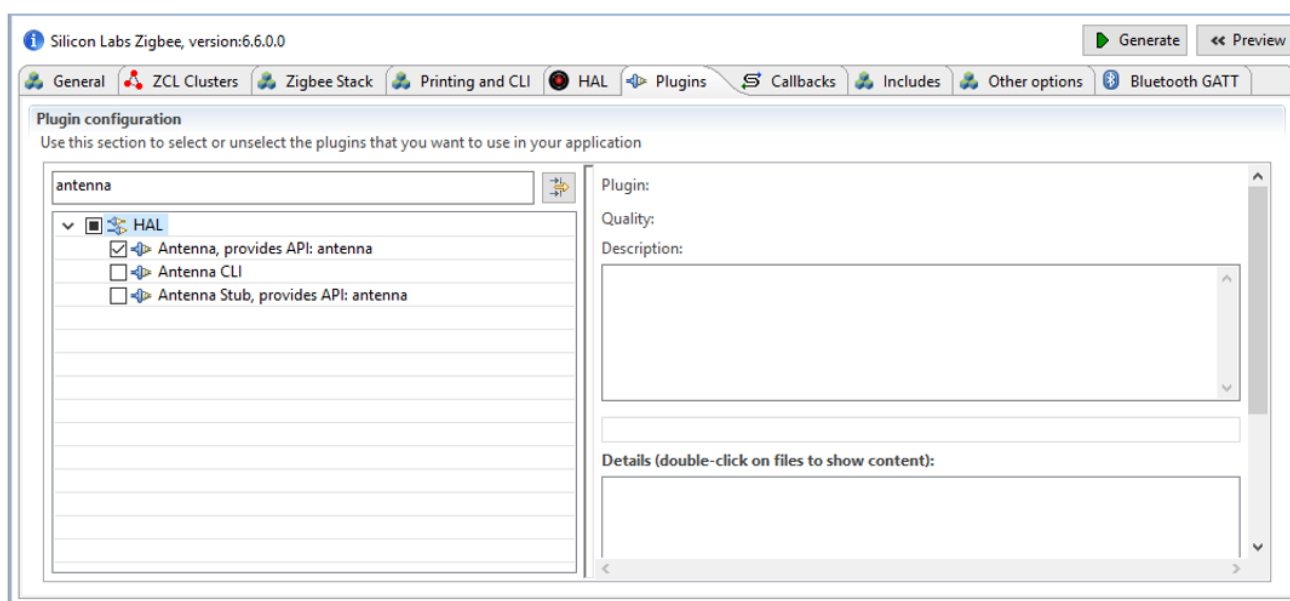 Silicon Labs Zigbee, version:6.6.0.0
Generate
<< Preview
General
ZCL Clusters
Zigbee Stack
Printing and CLI
HAL
Plugins
Callbacks
Includes
Other options
Bluetooth GATT
Plugin configuration
Use this section to select or unselect the plugins that you want to use in your application
antenna
HAL
Antenna, provides API: antenna
Antenna CLI
Antenna Stub, provides API: antenna
Plugin:
Quality:
Description:
Details (double-click on files to show content):